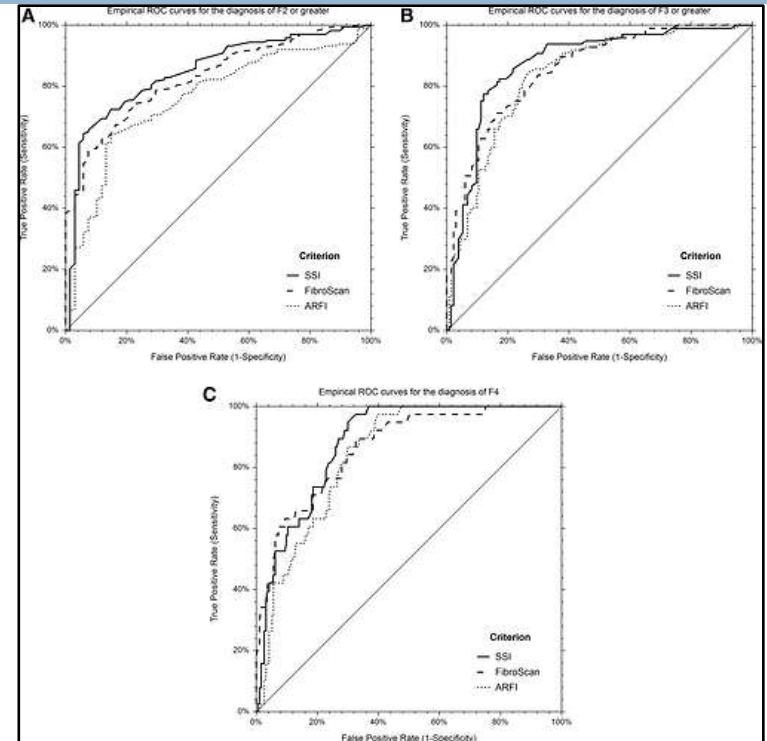 A
Empirical ROC curves for the diagnosis of F2 or greater
100%
80%
60%
40%
20%
0%
True Positive Rate (Sensitivity)
Criterion
SSI
FibroScan
ARFI
0% 20% 40% 60% 80% 100%
False Positive Rate (1-Specificity)
B
Empirical ROC curves for the diagnosis of F3 or greater
100%
80%
60%
40%
20%
0%
True Positive Rate (Sensitivity)
Criterion
SSI
FibroScan
ARFI
0% 20% 40% 60% 80% 100%
False Positive Rate (1-Specificity)
C
Empirical ROC curves for the diagnosis of F4
100%
80%
60%
40%
20%
0%
True Positive Rate (Sensitivity)
Criterion
SSI
FibroScan
ARFI
0% 20% 40% 60% 80% 100%
False Positive Rate (1-Specificity)